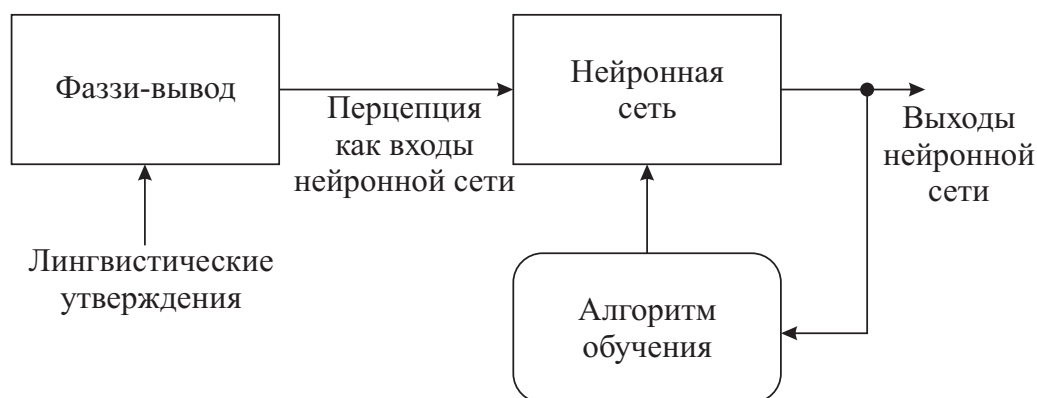 Фаззи-вывод
Перцепция
как входы
нейронной сети
Нейронная
сеть
Выходы
нейронной
сети
Лингвистические
утверждения
Алгоритм
обучения